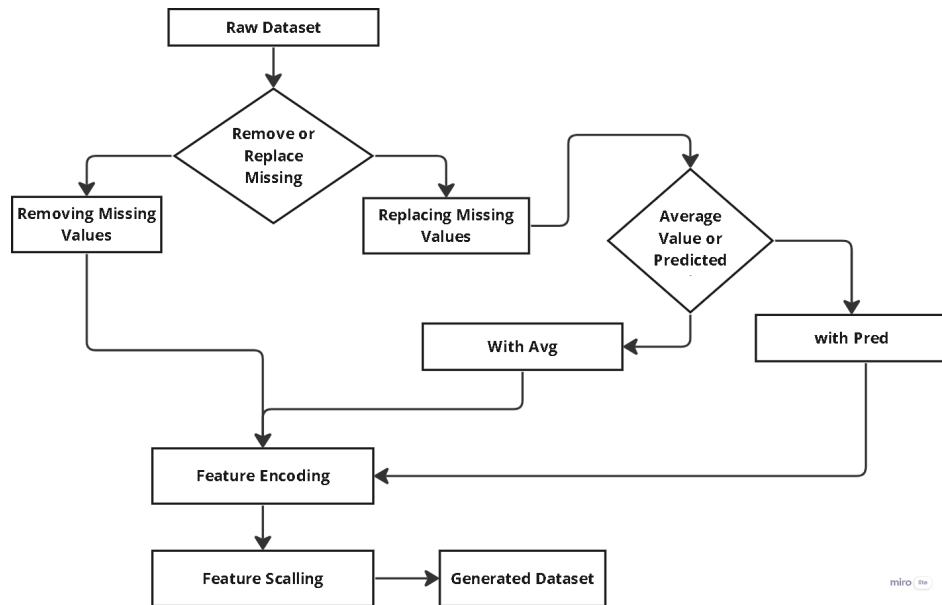 Raw Dataset
Remove or
Replace
Missing
Removing Missing
Values
Replacing Missing
Values
Average
Value or
Predicted
With Avg
with Pred
Feature Encoding
Feature Scalling
Generated Dataset
miro lite